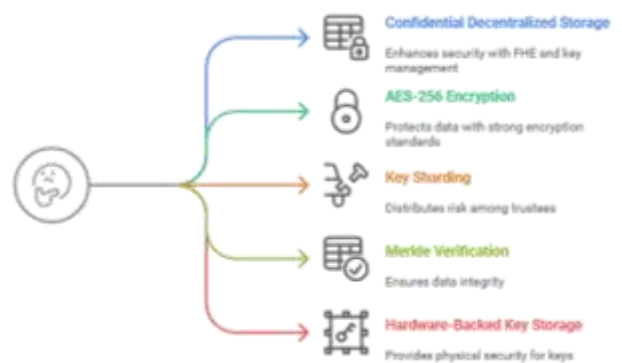 Confidential Decentralized Storage
Enhances security with FHE and key
management
AES-256 Encryption
Protects data with strong encryption
standards
Key Sharding
Distributes risk among trustees
Merkle Verification
Ensures data integrity
Hardware-Backed Key Storage
Provides physical security for keys